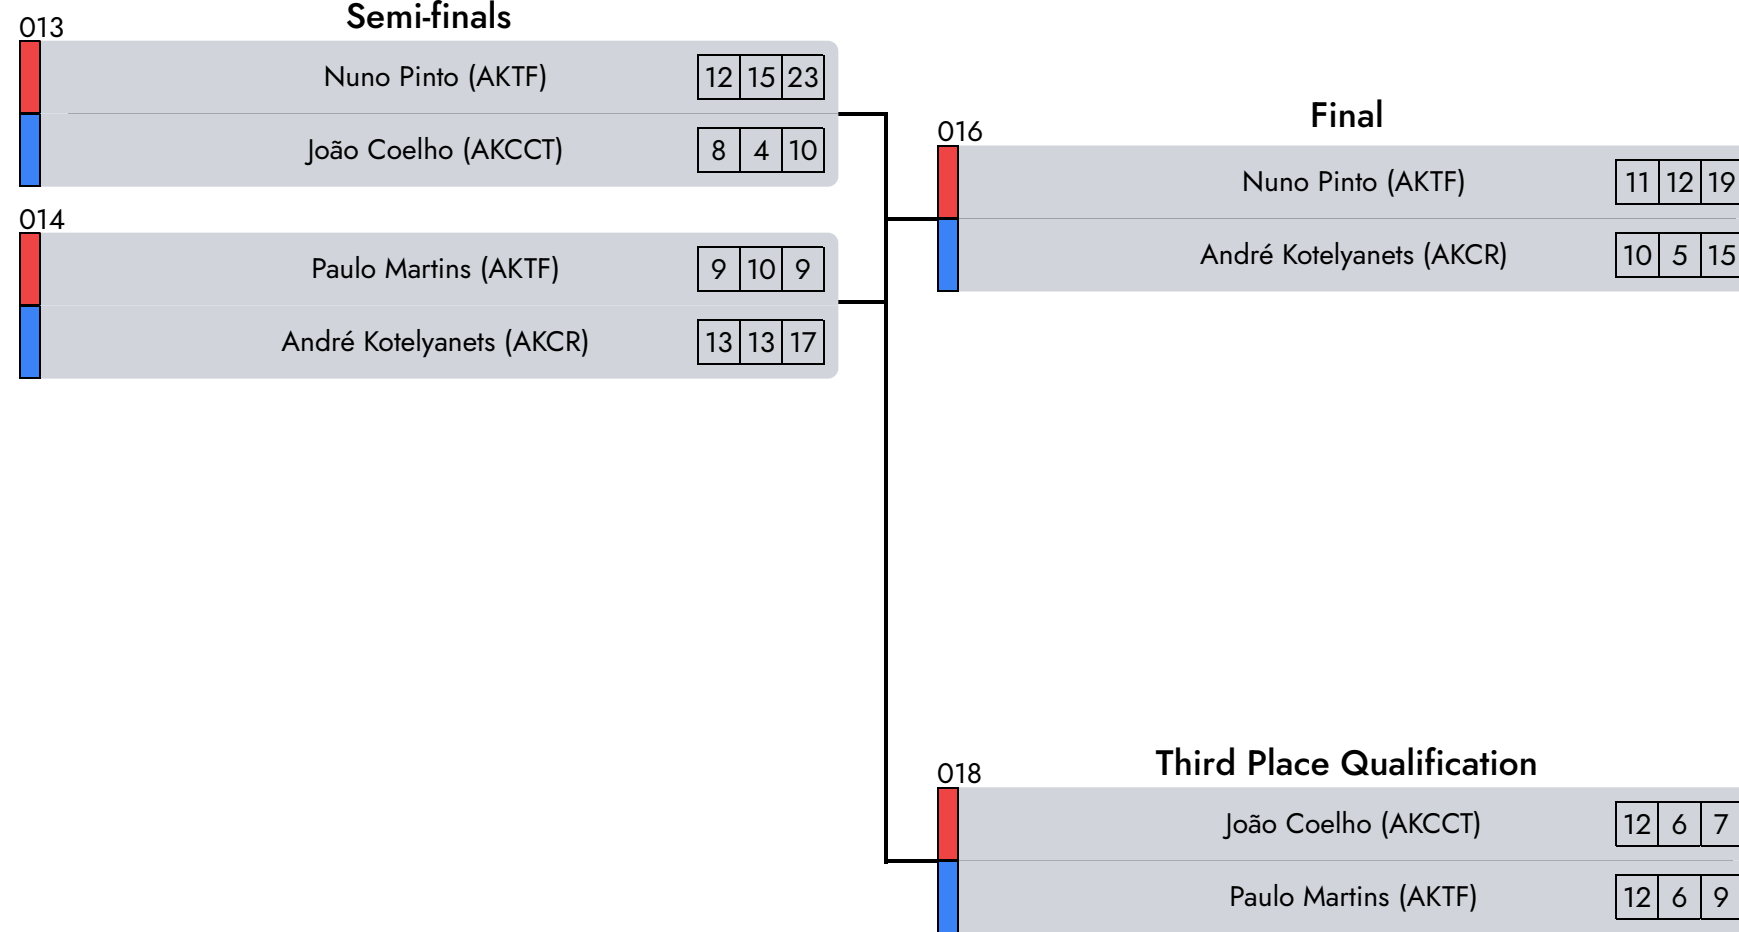 Semi-finals
013
Nuno Pinto (AKTF) 12 15 23
João Coelho (AKCCT) 8 4 10
014
Paulo Martins (AKTF) 9 10 9
André Kotelyanets (AKCR) 13 13 17
Final
016
Nuno Pinto (AKTF) 11 12 19
André Kotelyanets (AKCR) 10 5 15
Third Place Qualification
018
João Coelho (AKCCT) 12 6 7
Paulo Martins (AKTF) 12 6 9